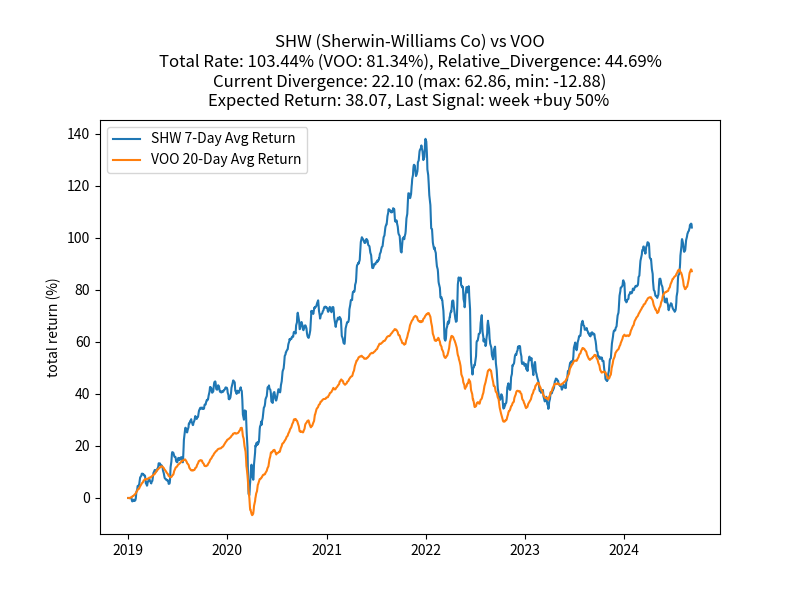 SHW (Sherwin-Williams Co) vs VOO
Total Rate: 103.44% (VOO: 81.34%), Relative_Divergence: 44.69%
Current Divergence: 22.10 (max: 62.86, min: -12.88)
Expected Return: 38.07, Last Signal: week +buy 50%
SHW 7-Day Avg Return
VOO 20-Day Avg Return
total return (%)
140
120
100
80
60
40
20
0
2019 2020 2021 2022 2023 2024